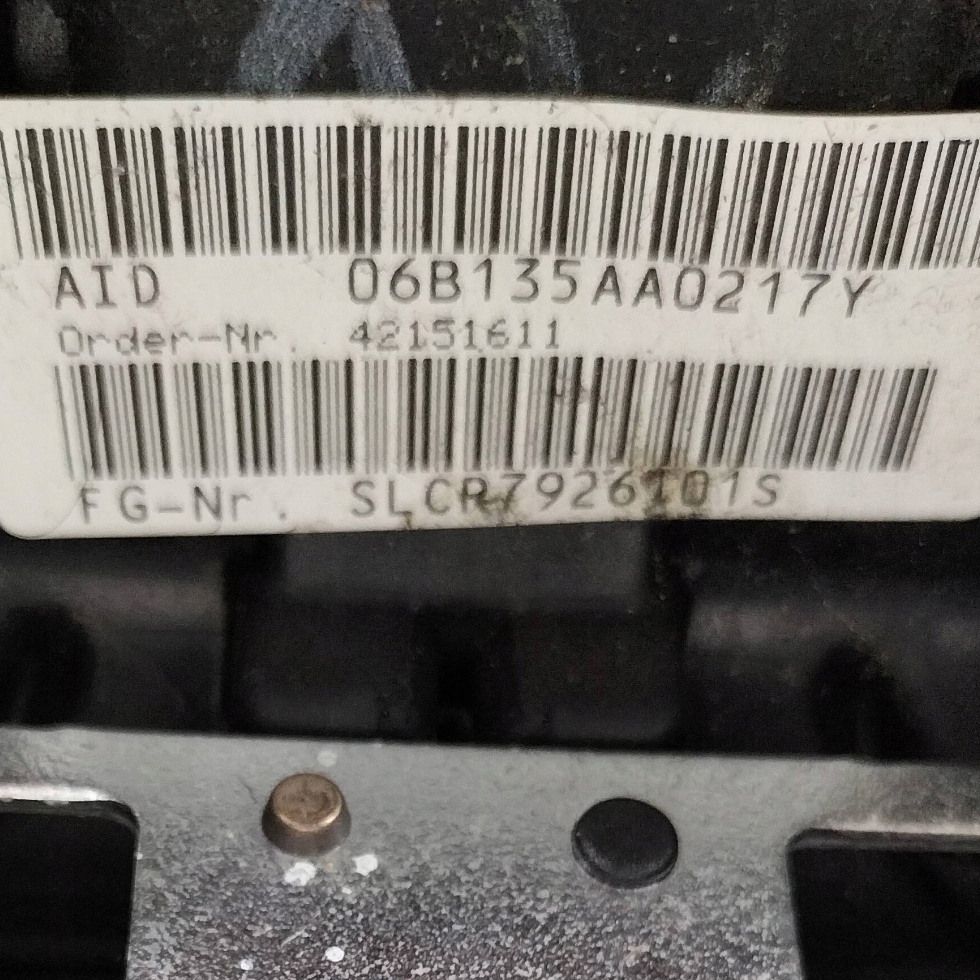 AID 06B135AA0217Y
Order-Nr. 42151611
FG-Nr. SLCR7926101S